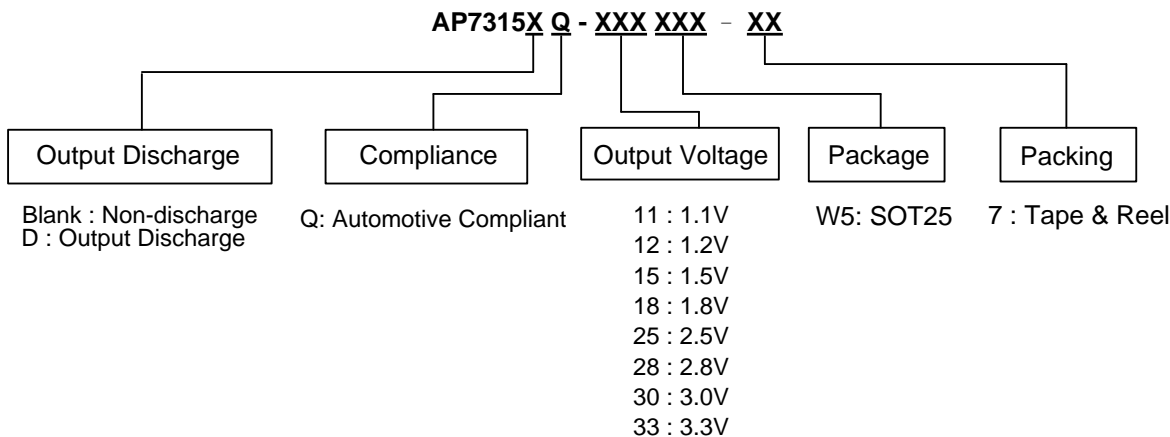 AP7315X Q - XXX XXX – XX
Output Discharge
Compliance
Output Voltage
Package
Packing
Blank : Non-discharge
D : Output Discharge
Q: Automotive Compliant
11 : 1.1V
12 : 1.2V
15 : 1.5V
18 : 1.8V
25 : 2.5V
28 : 2.8V
30 : 3.0V
33 : 3.3V
W5: SOT25
7 : Tape & Reel